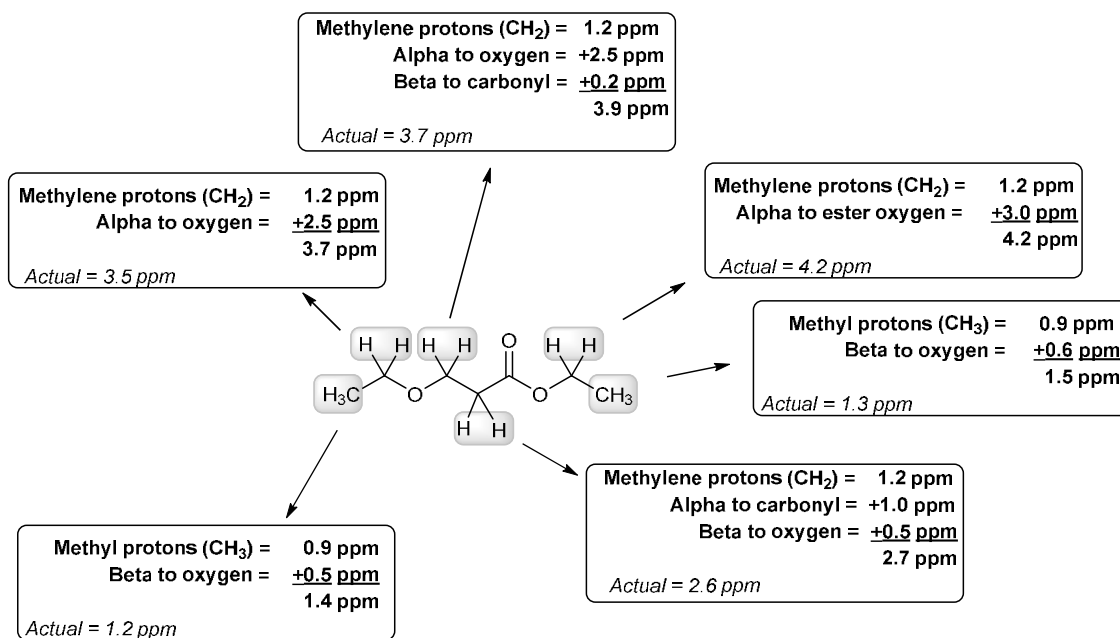 Methylene protons (CH2) = 1.2 ppm
Alpha to oxygen = +2.5 ppm
Beta to carbonyl = +0.2 ppm
3.9 ppm
Actual = 3.7 ppm
Methylene protons (CH2) = 1.2 ppm
Alpha to oxygen = +2.5 ppm
3.7 ppm
Actual = 3.5 ppm
Methylene protons (CH2) = 1.2 ppm
Alpha to ester oxygen = +3.0 ppm
4.2 ppm
Actual = 4.2 ppm
Methyl protons (CH3) = 0.9 ppm
Beta to oxygen = +0.6 ppm
1.5 ppm
Actual = 1.3 ppm
H H H H O H H
H3C O O CH3
H H
Methylene protons (CH2) = 1.2 ppm
Alpha to carbonyl = +1.0 ppm
Beta to oxygen = +0.5 ppm
2.7 ppm
Actual = 2.6 ppm
Methyl protons (CH3) = 0.9 ppm
Beta to oxygen = +0.5 ppm
1.4 ppm
Actual = 1.2 ppm